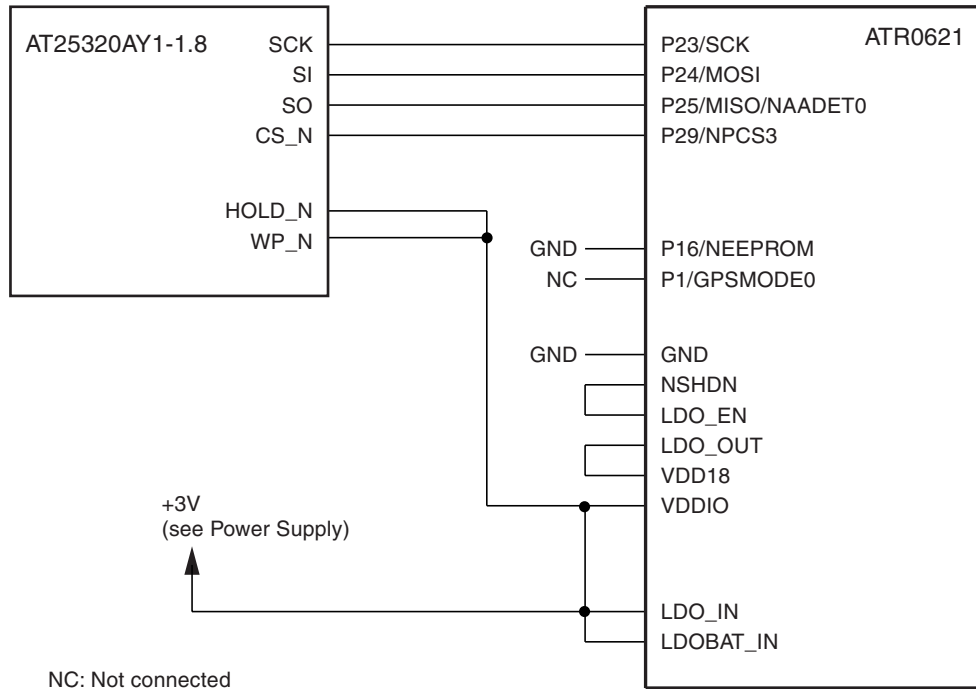 AT25320AY1-1.8
SCK
SI
SO
CS_N
HOLD_N
WP_N
ATR0621
P23/SCK
P24/MOSI
P25/MISO/NAADET0
P29/NPCS3
GND
P16/NEEPROM
NC
P1/GPSMODE0
GND
GND
NSHDN
LDO_EN
LDO_OUT
VDD18
VDDIO
+3V
(see Power Supply)
LDO_IN
LDOBAT_IN
NC: Not connected